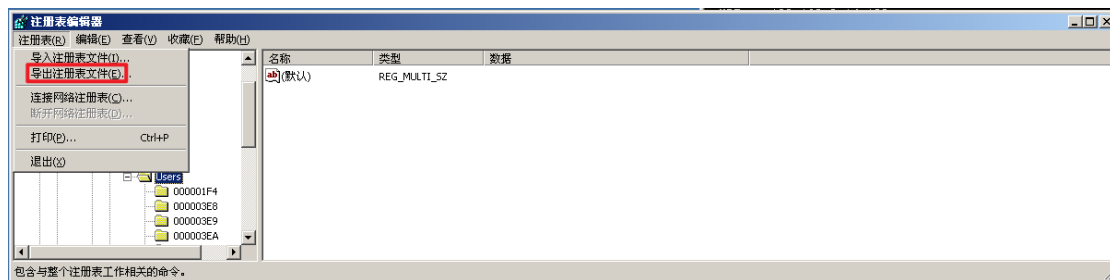 注册表编辑器
注册表(R) 编辑(E) 查看(V) 收藏(F) 帮助(H)
导入注册表文件(I)...
导出注册表文件(E)...
连接网络注册表(C)...
断开网络注册表(D)...
打印(P)... Ctrl+P
退出(X)
名称 类型 数据
ab (默认) REG_MULTI_SZ
Users
000001F4
000003E8
000003E9
000003EA
包含与整个注册表工作相关的命令。